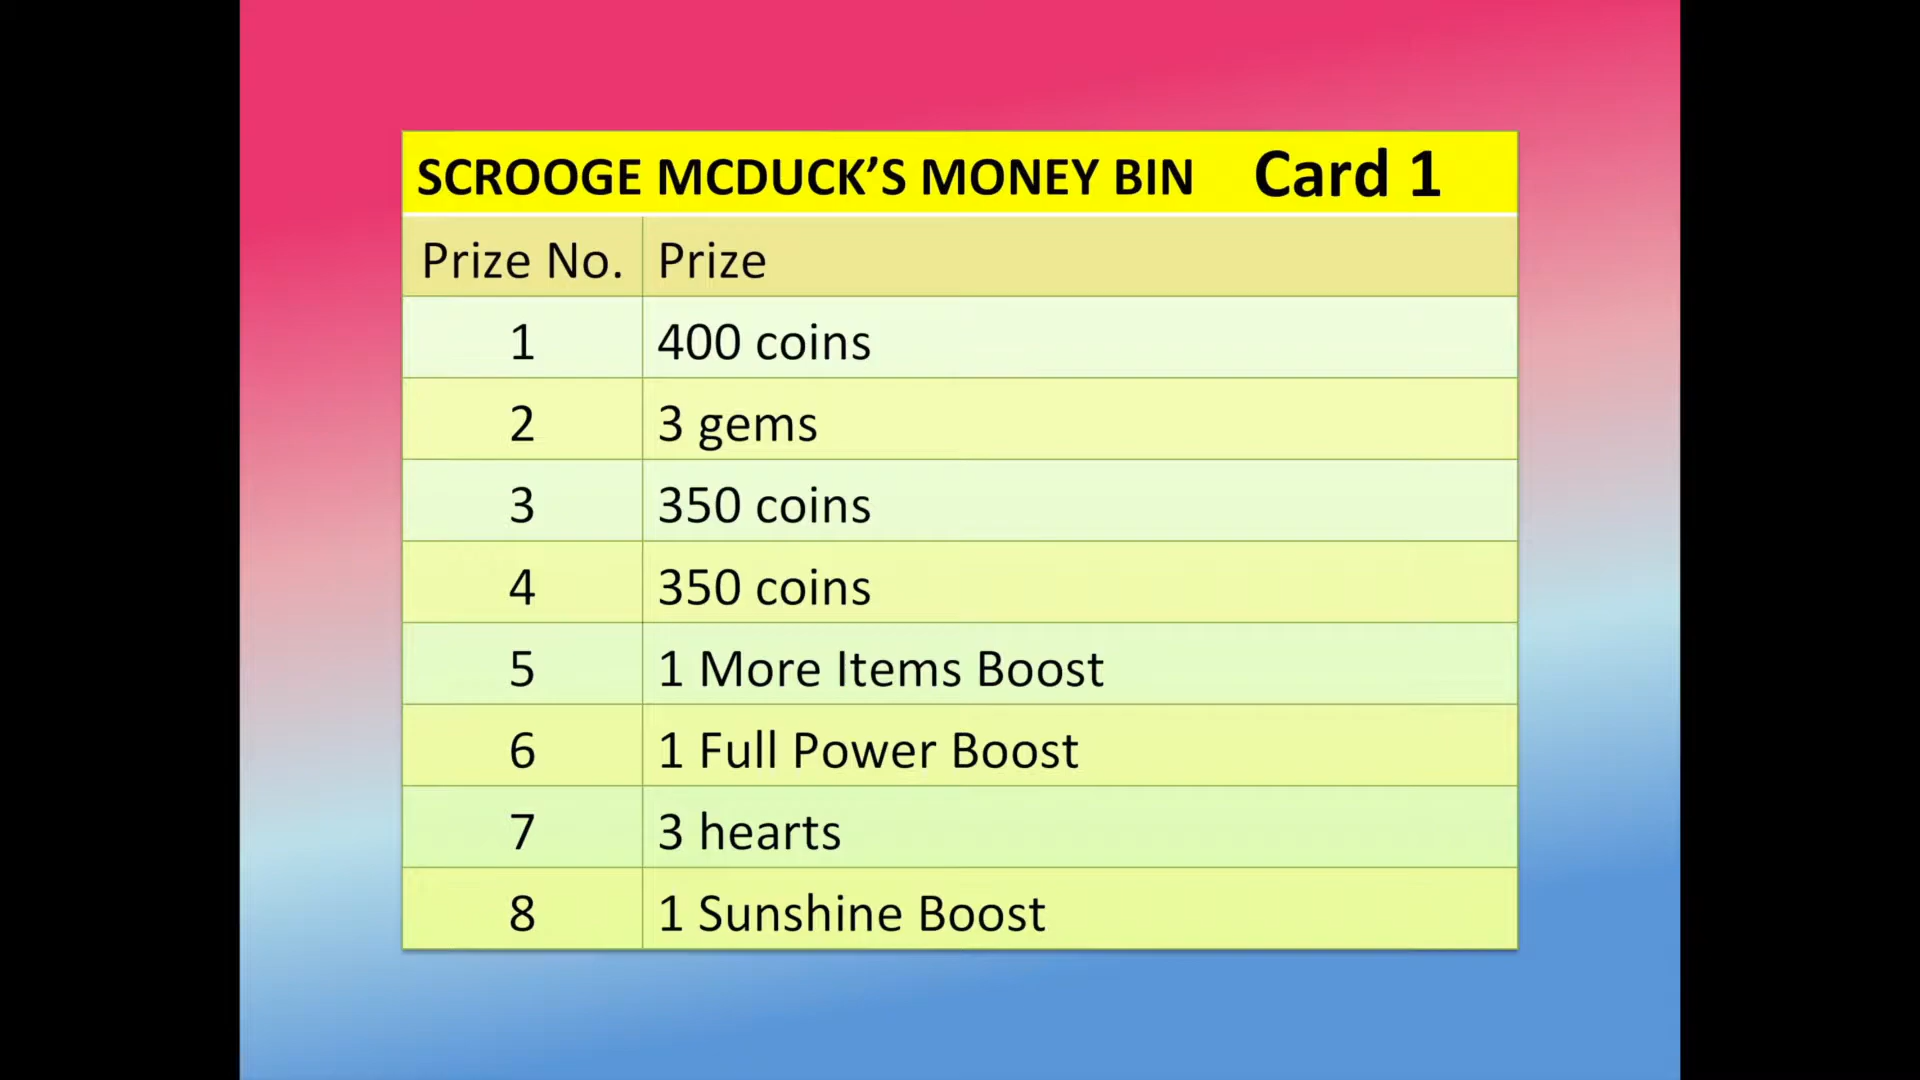 SCROOGE MCDUCK’S MONEY BIN Card 1
Prize No. Prize
1 400 coins
2 3 gems
3 350 coins
4 350 coins
5 1 More Items Boost
6 1 Full Power Boost
7 3 hearts
8 1 Sunshine Boost